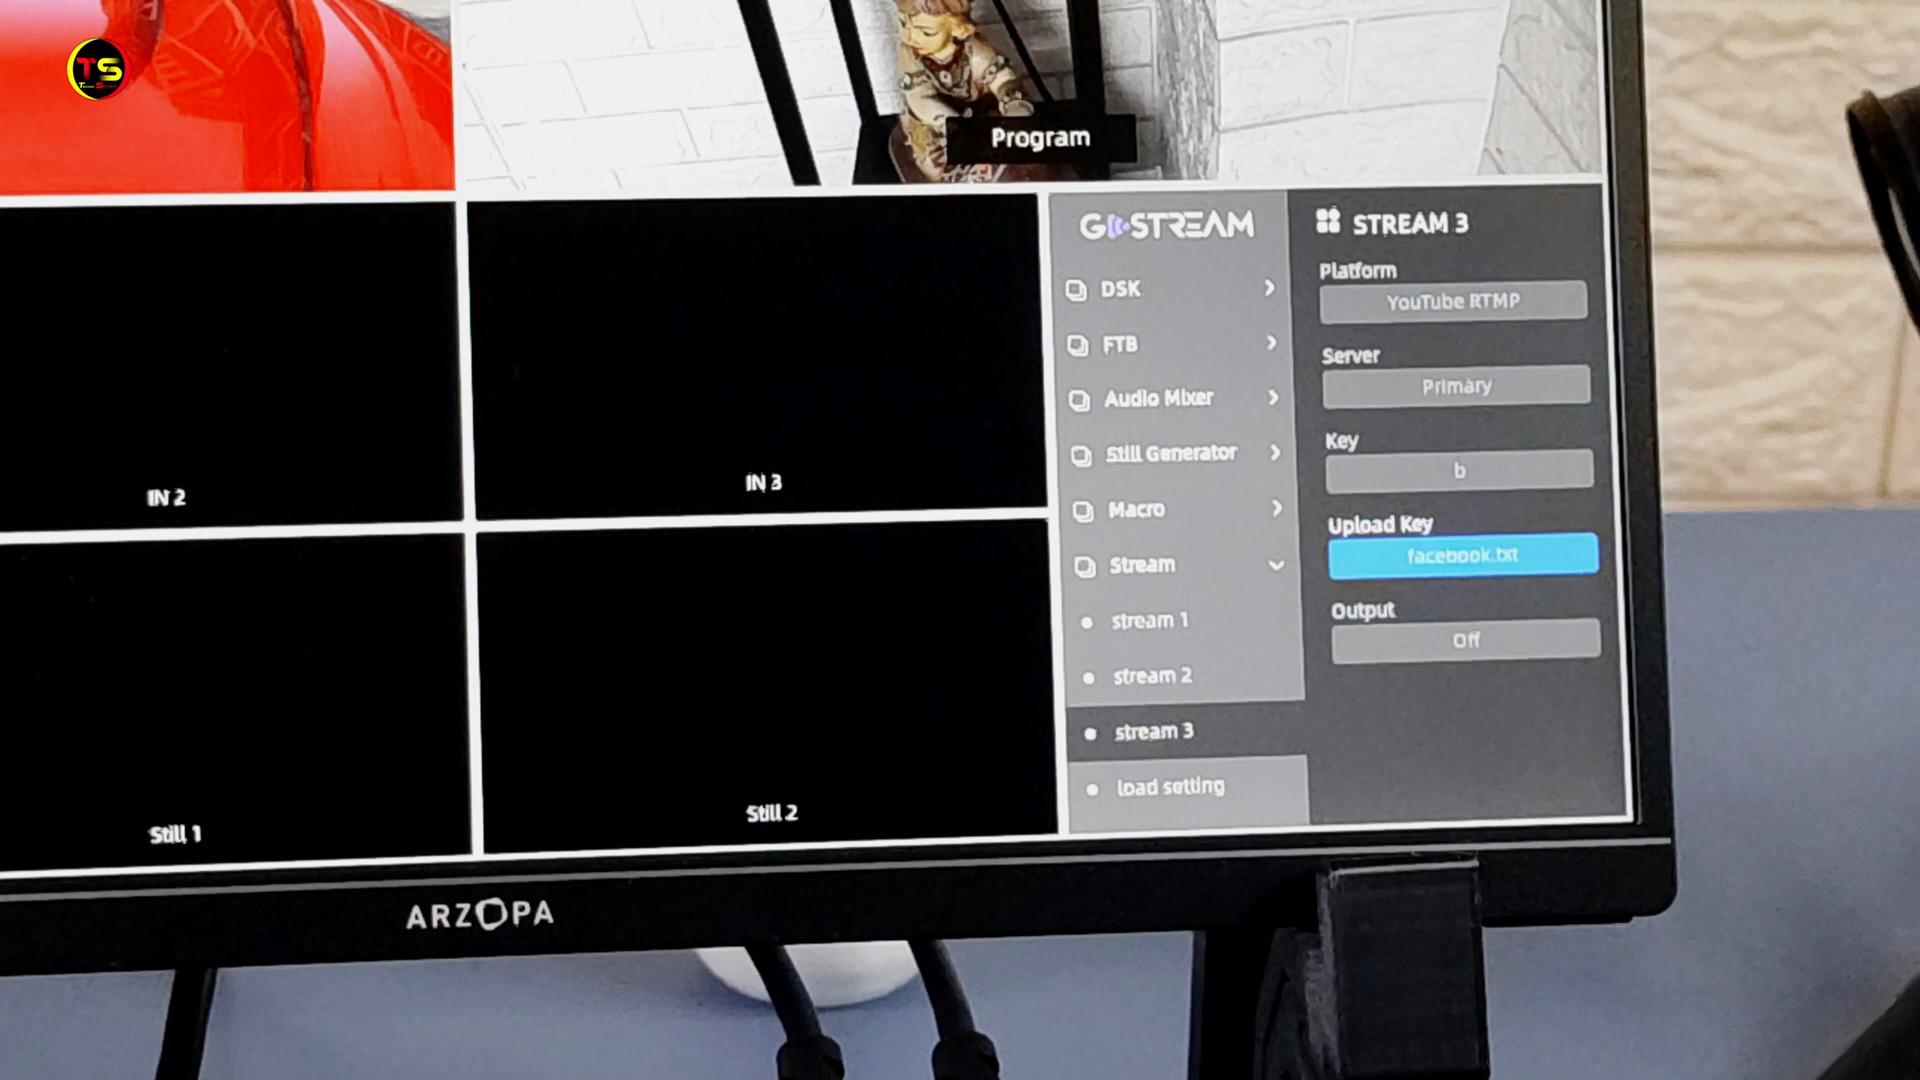 TS
Program
IN 2
IN 3
Still 1
Still 2
GOSTREAM
DSK
FTB
Audio Mixer
Still Generator
Macro
Stream
stream 1
stream 2
stream 3
load setting
STREAM 3
Platform
YouTube RTMP
Server
Primary
Key
b
Upload Key
facebook.txt
Output
Off
ARZOPA